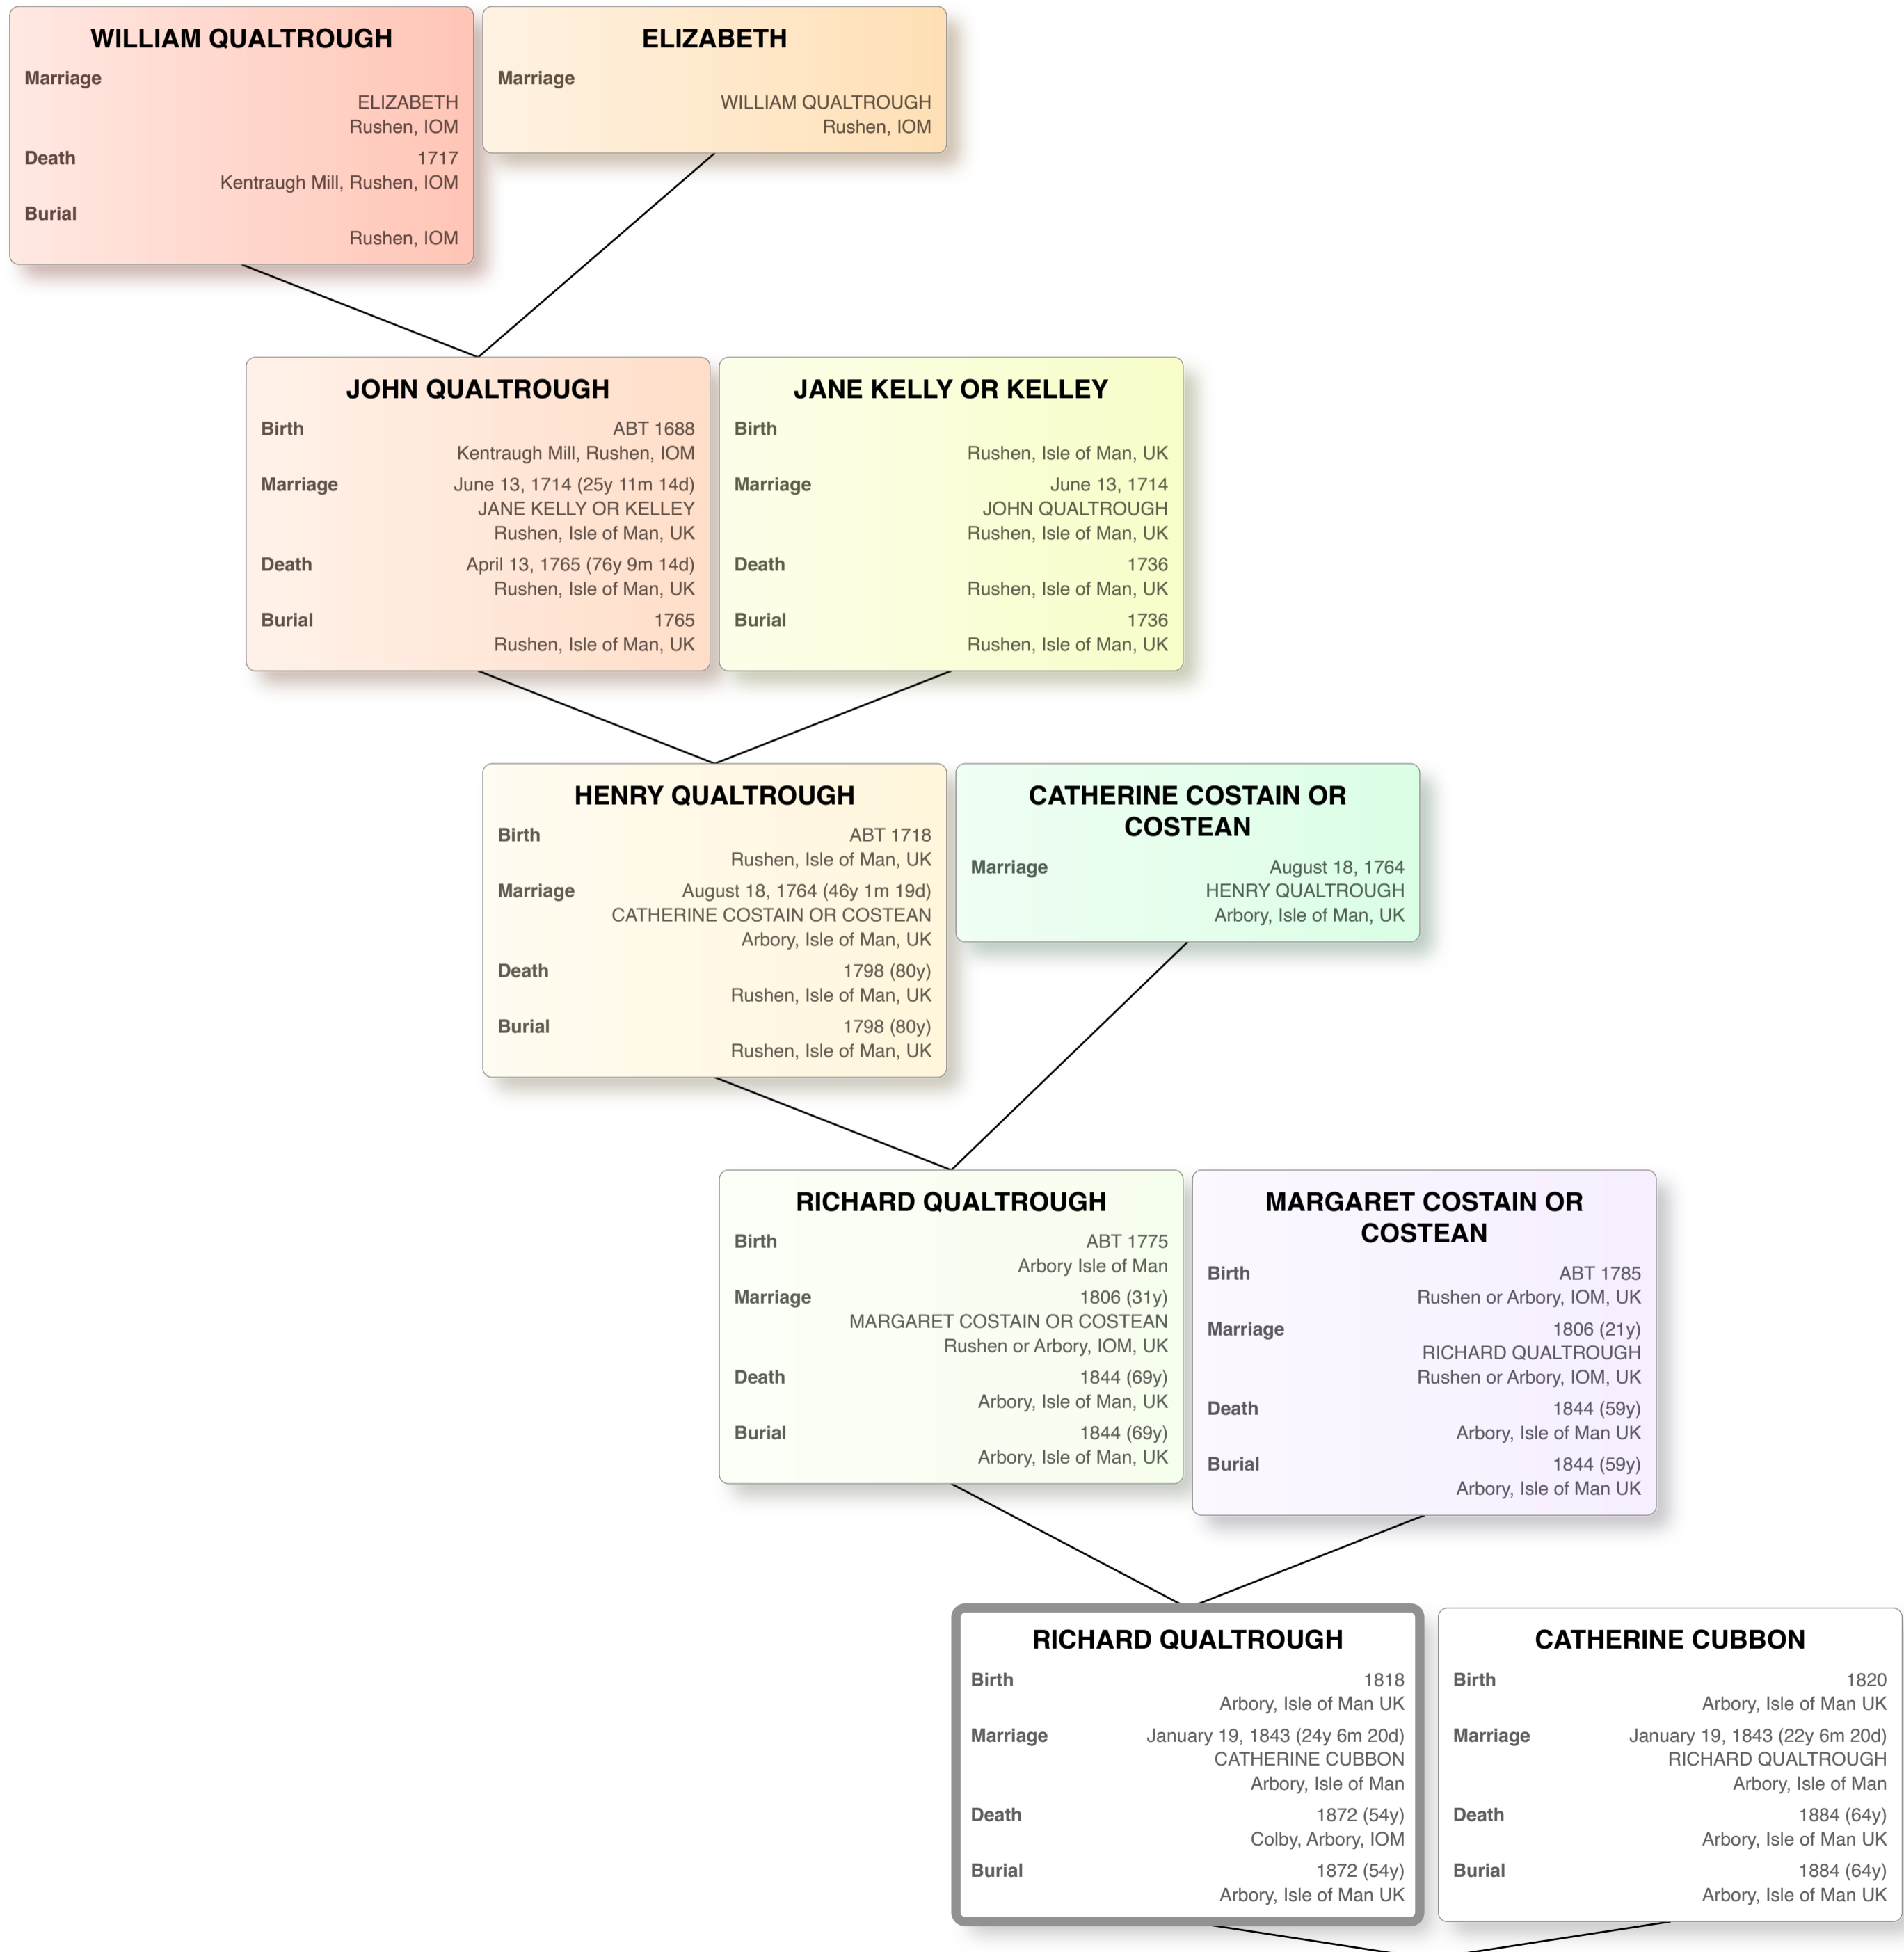 WILLIAM QUALTROUGH
Marriage
ELIZABETH
Rushen, IOM
Death 1717
Kentraugh Mill, Rushen, IOM
Burial
Rushen, IOM
ELIZABETH
Marriage
WILLIAM QUALTROUGH
Rushen, IOM
JOHN QUALTROUGH
Birth ABT 1688
Kentraugh Mill, Rushen, IOM
Marriage June 13, 1714 (25y 11m 14d)
JANE KELLY OR KELLEY
Rushen, Isle of Man, UK
Death April 13, 1765 (76y 9m 14d)
Rushen, Isle of Man, UK
Burial 1765
Rushen, Isle of Man, UK
JANE KELLY OR KELLEY
Birth
Rushen, Isle of Man, UK
Marriage June 13, 1714
JOHN QUALTROUGH
Rushen, Isle of Man, UK
Death 1736
Rushen, Isle of Man, UK
Burial 1736
Rushen, Isle of Man, UK
HENRY QUALTROUGH
Birth ABT 1718
Rushen, Isle of Man, UK
Marriage August 18, 1764 (46y 1m 19d)
CATHERINE COSTAIN OR COSTEAN
Arbory, Isle of Man, UK
Death 1798 (80y)
Rushen, Isle of Man, UK
Burial 1798 (80y)
Rushen, Isle of Man, UK
CATHERINE COSTAIN OR
COSTEAN
Marriage August 18, 1764
HENRY QUALTROUGH
Arbory, Isle of Man, UK
RICHARD QUALTROUGH
Birth ABT 1775
Arbory Isle of Man
Marriage 1806 (31y)
MARGARET COSTAIN OR COSTEAN
Rushen or Arbory, IOM, UK
Death 1844 (69y)
Arbory, Isle of Man, UK
Burial 1844 (69y)
Arbory, Isle of Man, UK
MARGARET COSTAIN OR
COSTEAN
Birth ABT 1785
Rushen or Arbory, IOM, UK
Marriage 1806 (21y)
RICHARD QUALTROUGH
Rushen or Arbory, IOM, UK
Death 1844 (59y)
Arbory, Isle of Man UK
Burial 1844 (59y)
Arbory, Isle of Man UK
RICHARD QUALTROUGH
Birth 1818
Arbory, Isle of Man UK
Marriage January 19, 1843 (24y 6m 20d)
CATHERINE CUBBON
Arbory, Isle of Man
Death 1872 (54y)
Colby, Arbory, IOM
Burial 1872 (54y)
Arbory, Isle of Man UK
CATHERINE CUBBON
Birth 1820
Arbory, Isle of Man UK
Marriage January 19, 1843 (22y 6m 20d)
RICHARD QUALTROUGH
Arbory, Isle of Man
Death 1884 (64y)
Arbory, Isle of Man UK
Burial 1884 (64y)
Arbory, Isle of Man UK